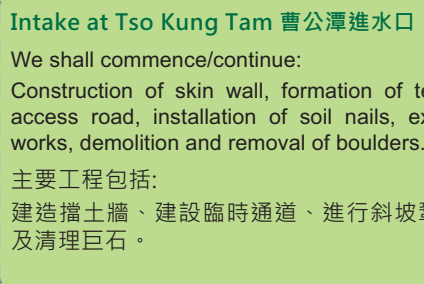 Intake at Tso Kung Tam 曹公潭進水口
We shall commence/continue:
Construction of skin wall, formation of
access road, installation of soil nails,
works, demolition and removal of boulders.
主要工程包括:
建造擋土牆、建設臨時通道、進行斜坡
及清理巨石。